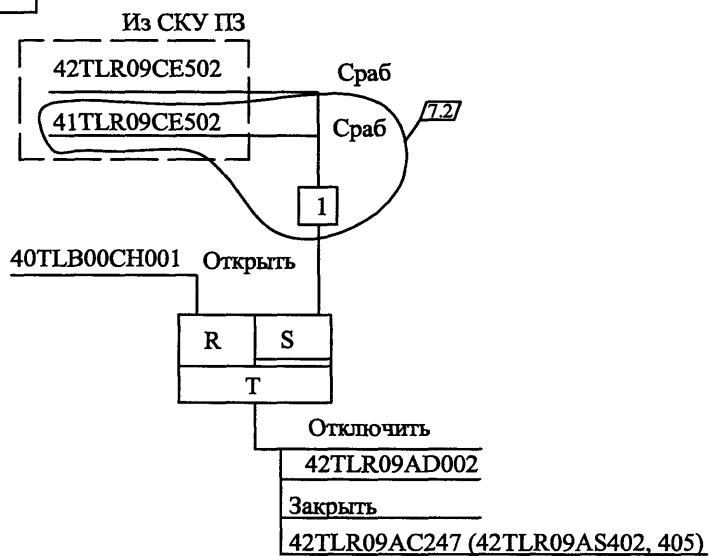 Из СКУ ПЗ
42TLR09CE502
Сраб
7.2
41TLR09CE502
Сраб
1
40TLB00CH001 Открыть
R S
T
Отключить
42TLR09AD002
Закрыть
42TLR09AC247 (42TLR09AS402, 405)